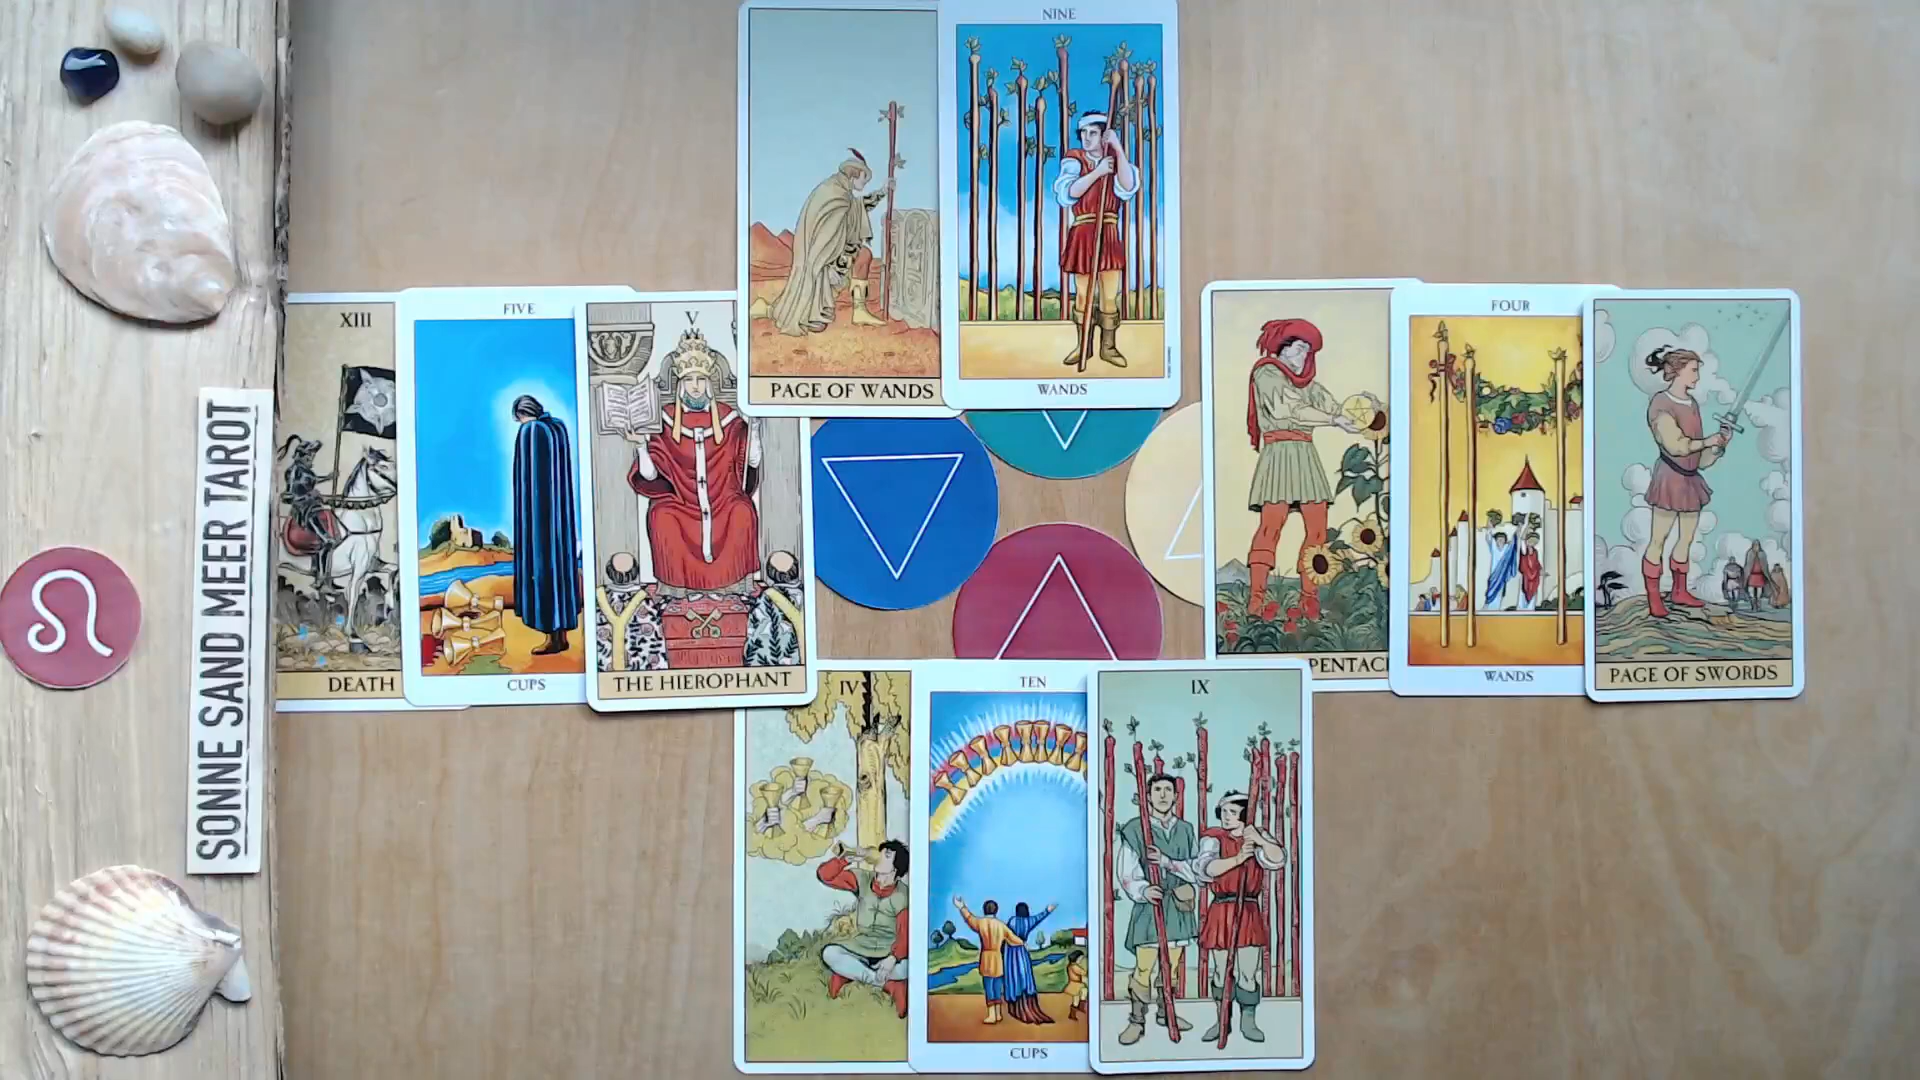 SONNE SAND MEER TAROT
PAGE OF WANDS
NINE
WANDS
XIII
DEATH
FIVE
CUPS
V
THE HIEROPHANT
PENTAC
FOUR
WANDS
PAGE OF SWORDS
IV
TEN
CUPS
IX